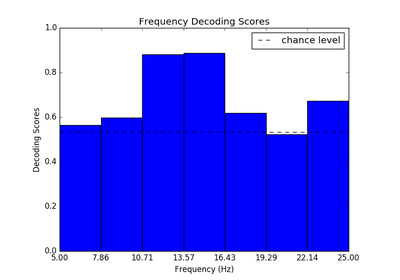 Frequency Decoding Scores
chance level
1.0
0.8
0.6
0.4
0.2
0.0
Decoding Scores
5.00 7.86 10.71 13.57 16.43 19.29 22.14 25.00
Frequency (Hz)